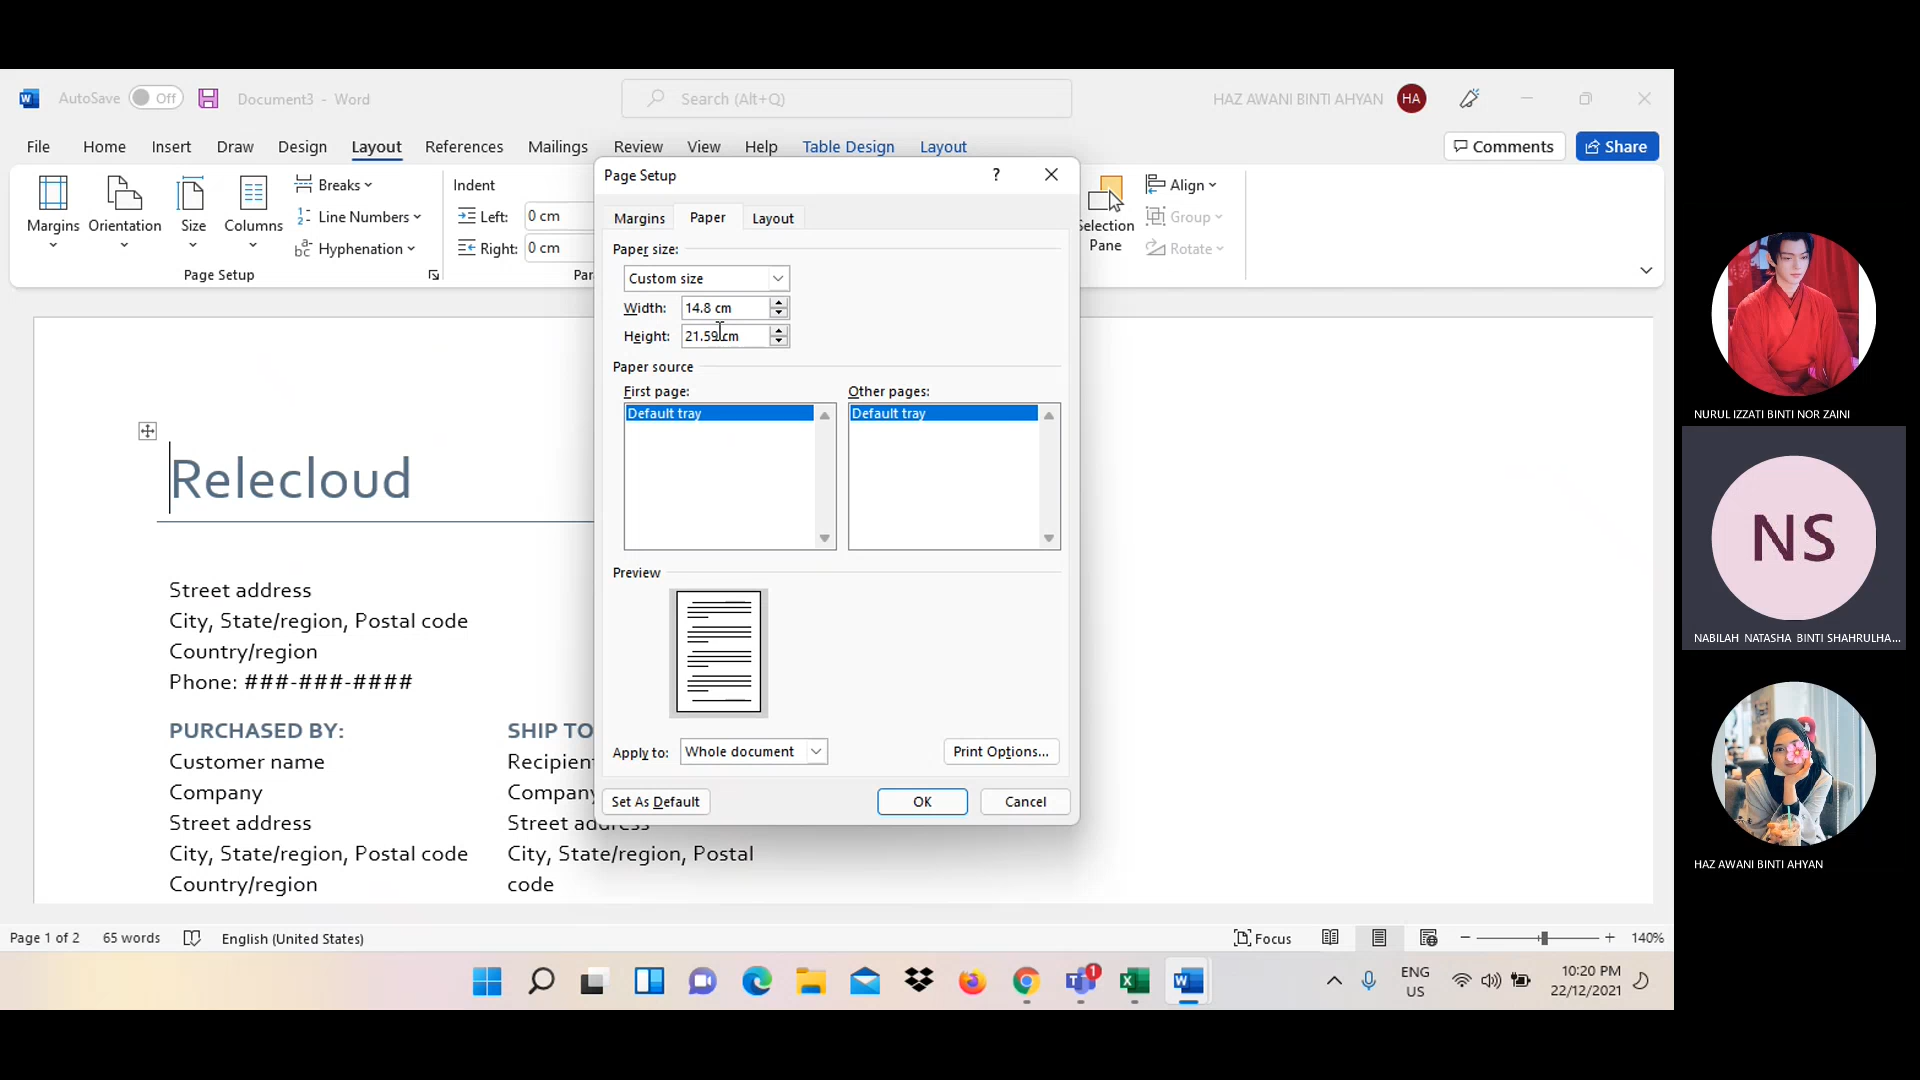 AutoSave Off Document3 - Word Search (Alt+Q) HAZ AWANI BINTI AHYAN HA
File Home Insert Draw Design Layout References Mailings Review View Help Table Design Layout Comments Share
Margins Orientation Size Columns
Breaks
Line Numbers
Hyphenation
Page Setup
Indent
Left: 0 cm
Right: 0 cm
Par
Selection
Pane
Align
Group
Rotate
Page Setup ?
Margins Paper Layout
Paper size:
Custom size
Width: 14.8 cm
Height: 21.59 cm
Paper source
First page: Other pages:
Default tray Default tray
Preview
Apply to: Whole document Print Options...
Set As Default OK Cancel
Relecloud
Street address
City, State/region, Postal code
Country/region
Phone: ###-###-####
PURCHASED BY: SHIP TO
Customer name Recipien
Company Company
Street address Street address
City, State/region, Postal code City, State/region, Postal
Country/region code
Page 1 of 2 65 words English (United States) Focus 140%
1
ENG
US
10:20 PM
22/12/2021
NURUL IZZATI BINTI NOR ZAINI
NS
NABILAH NATASHA BINTI SHAHRULHA...
HAZ AWANI BINTI AHYAN